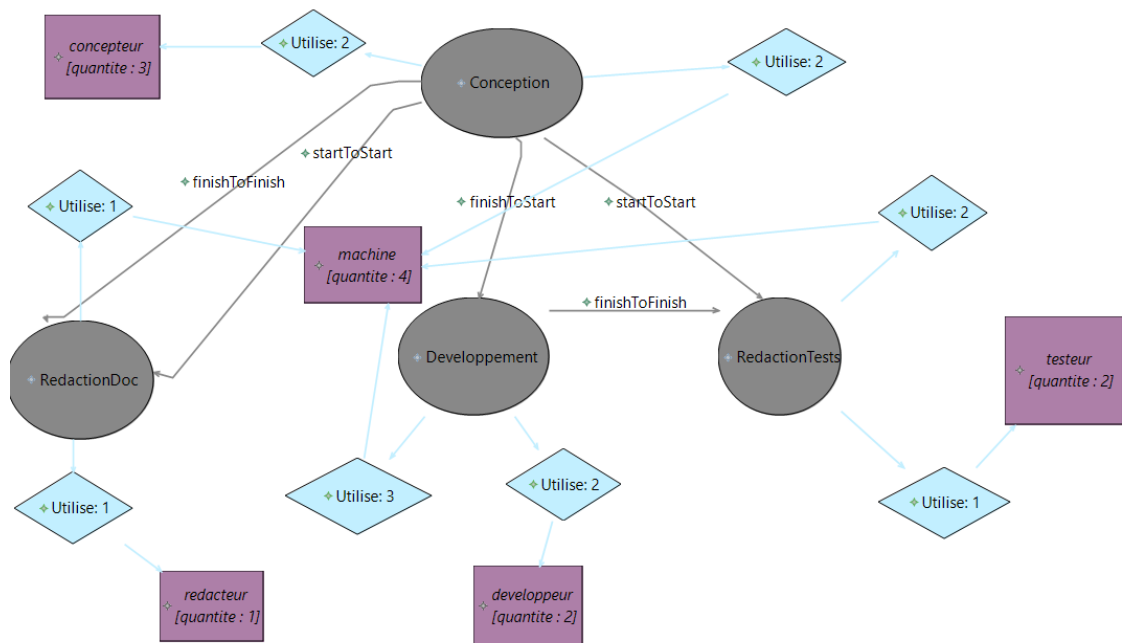 concepteur
[quantite : 3]
Utilise: 2
Conception
Utilise: 2
startToStart
finishToFinish
Utilise: 1
finishToStart
startToStart
Utilise: 2
machine
[quantite : 4]
finishToFinish
RedactionDoc
Developpement
RedactionTests
testeur
[quantite : 2]
Utilise: 1
Utilise: 3
Utilise: 2
Utilise: 1
redacteur
[quantite : 1]
developpeur
[quantite : 2]